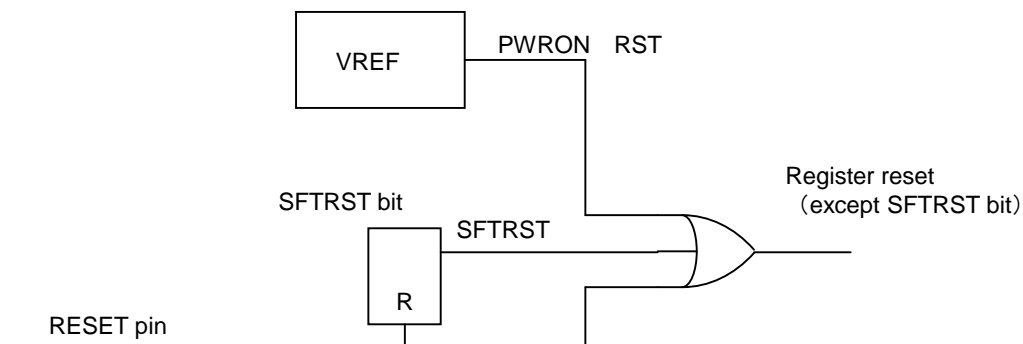 PWRON RST
VREF
Register reset
（except SFTRST bit）
SFTRST bit
SFTRST
R
RESET pin